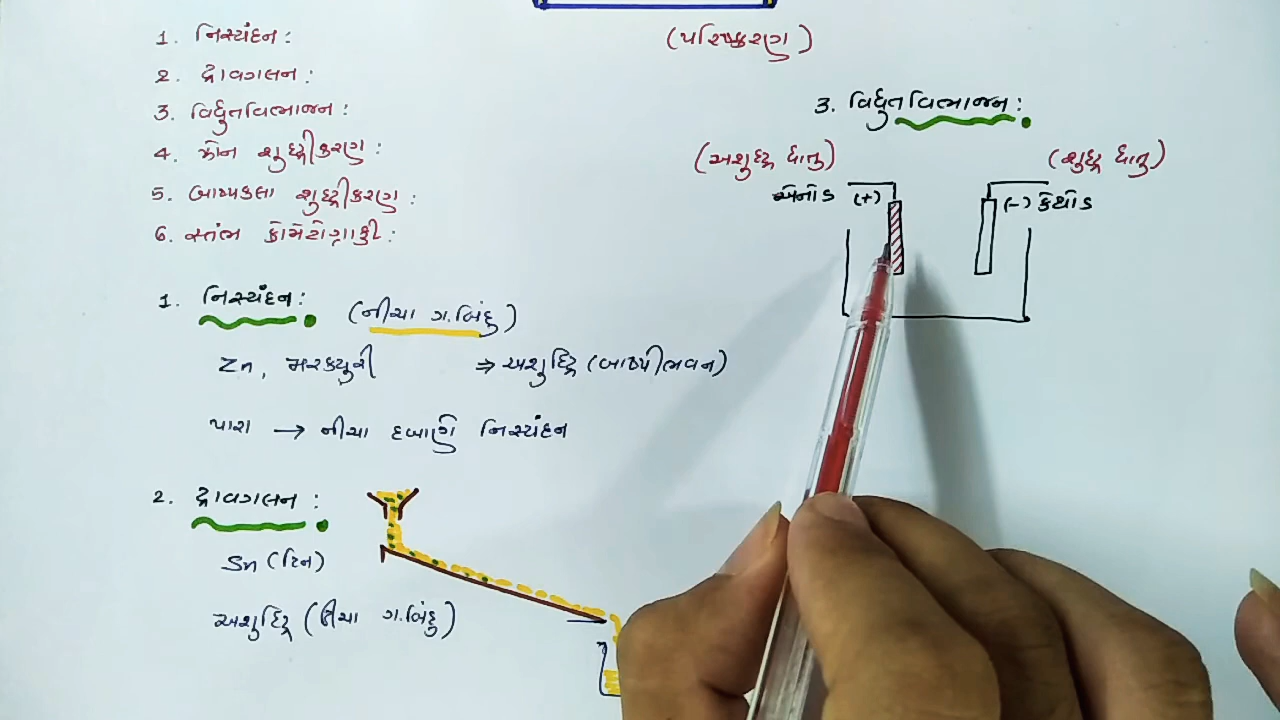 1. નિસ્યંદન :
2. દ્રાવગલન :
3. વિદ્યુતવિભાજન :
4. ઝોન શુદ્ધીકરણ :
5. બાષ્પકલા શુદ્ધીકરણ :
6. સ્તંભ ક્રોમેટોગ્રાફી :
1. નિસ્યંદન : (નીચા ગ.બિંદુ)
Zn, મરક્યુરી ⇒ અશુદ્ધિ (બાષ્પીભવન)
પારા → નીચા દબાણે નિસ્યંદન
2. દ્રાવગલન :
Sn (ટિન)
અશુદ્ધિ (નીચા ગ.બિંદુ)
(પરિષ્કરણ)
3. વિદ્યુતવિભાજન :
(અશુદ્ધ ધાતુ) (શુદ્ધ ધાતુ)
એનોડ (+) (-) કેથોડ